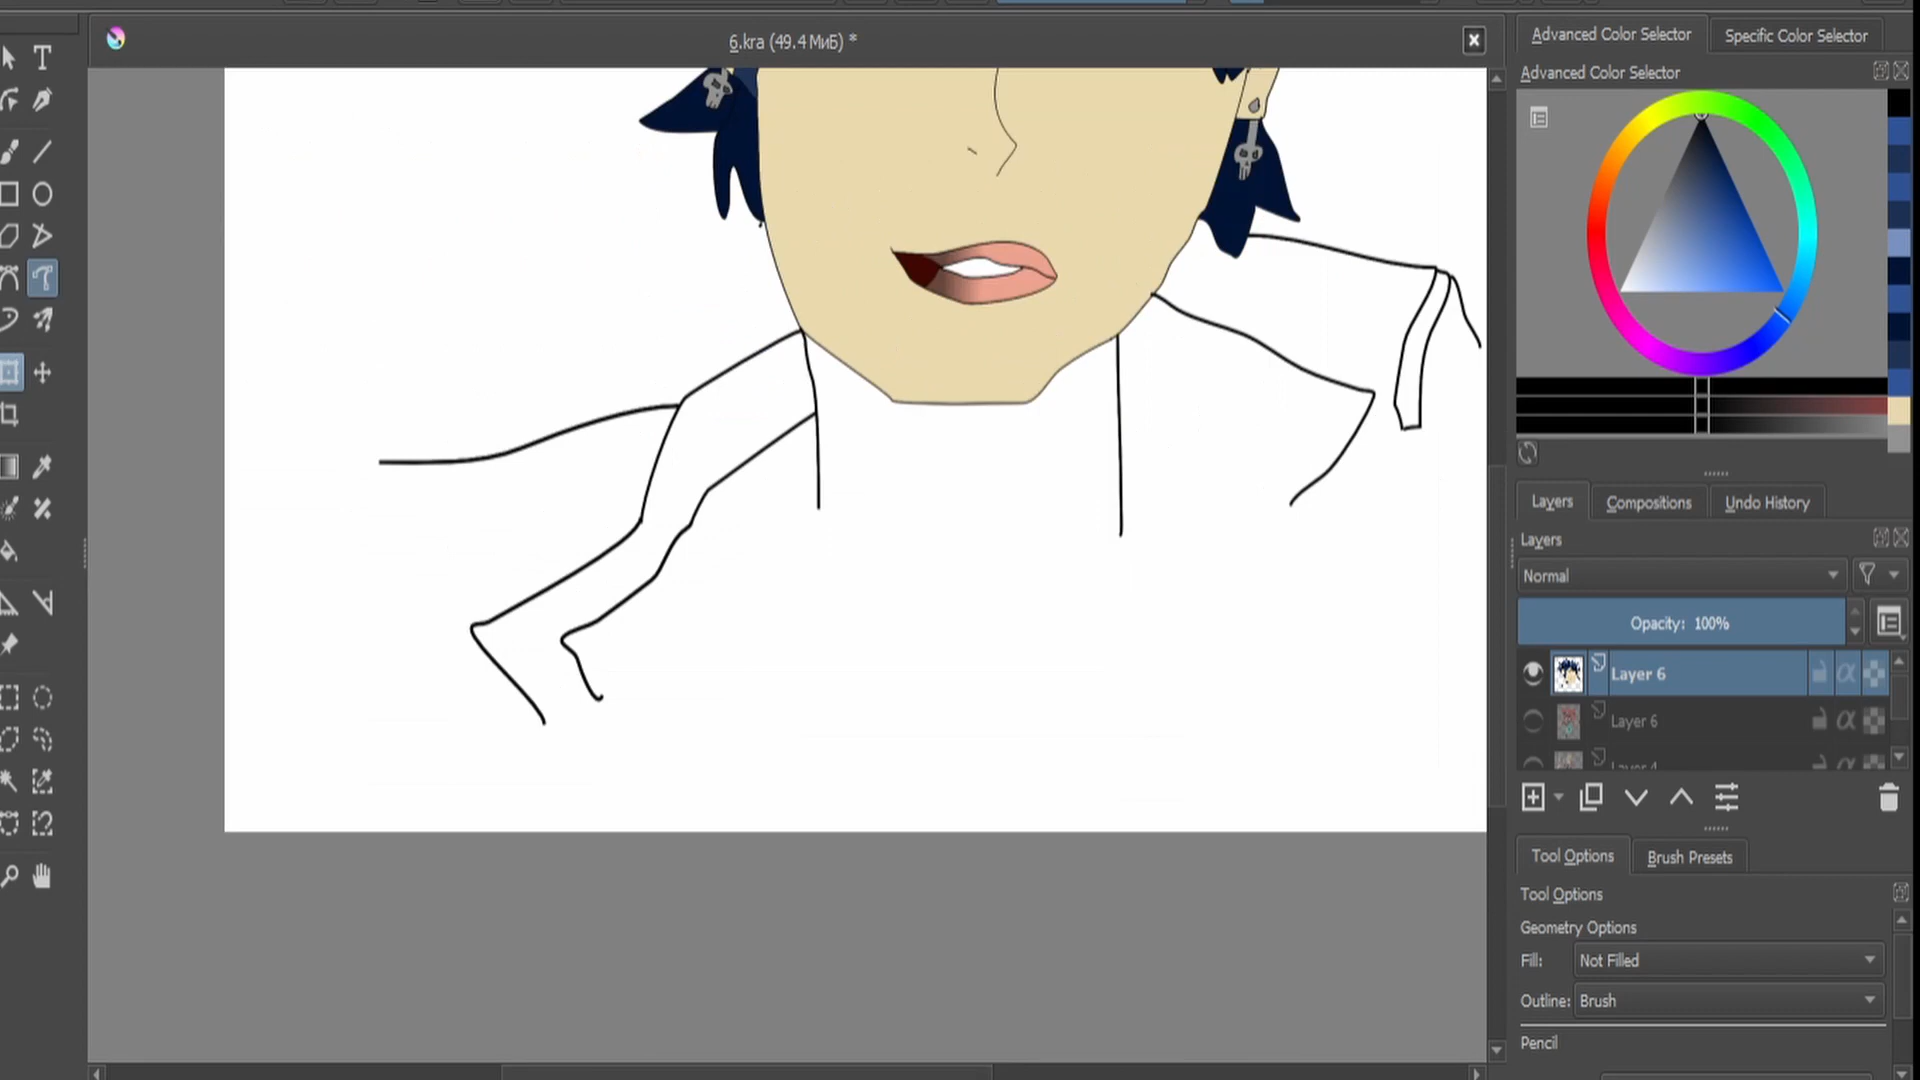 6.kra (49.4 МиБ) *
Advanced Color Selector
Specific Color Selector
Advanced Color Selector
T
Layers
Compositions
Undo History
Layers
Normal
Opacity: 100%
Layer 6
Layer 6
Layer 4
Tool Options
Brush Presets
Tool Options
Geometry Options
Fill: Not Filled
Outline: Brush
Pencil